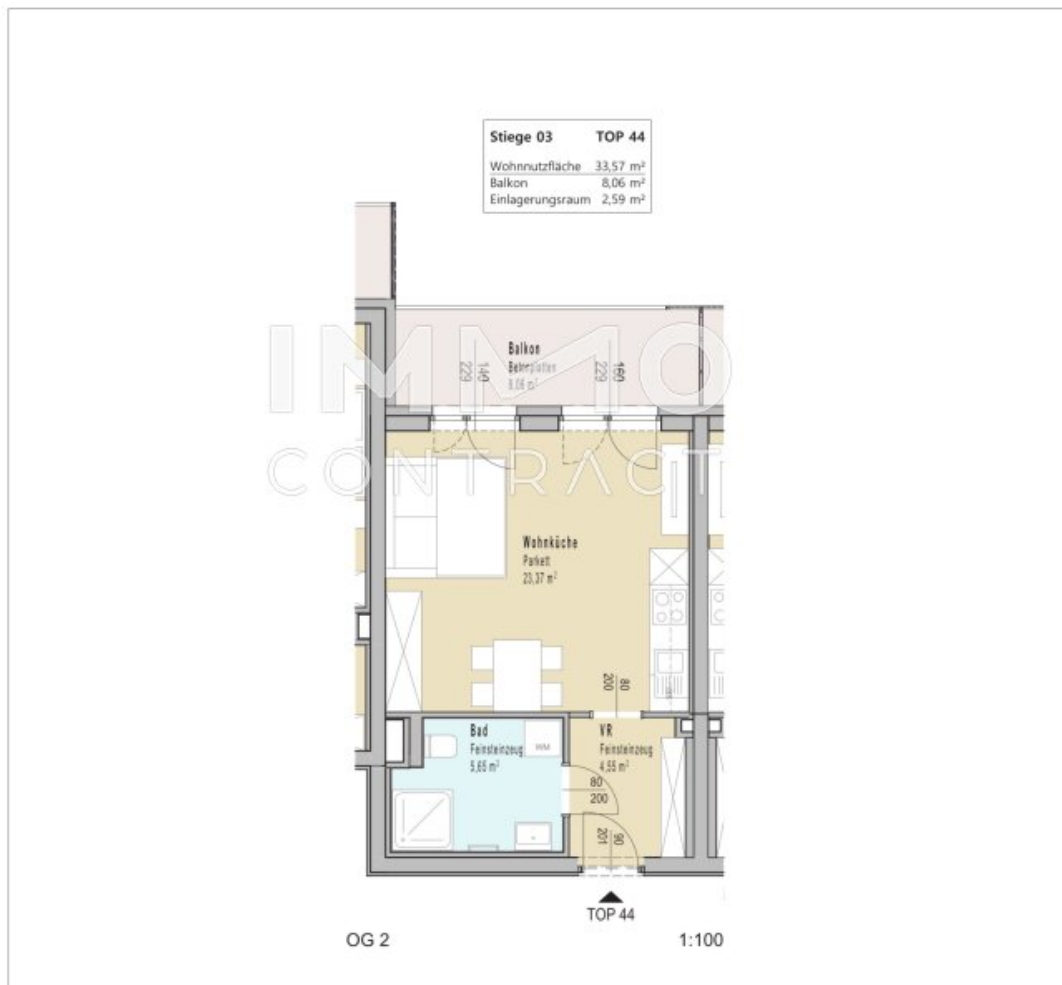 Stiege 03 TOP 44
Wohnnutzfläche 33,57 m²
Balkon 8,06 m²
Einlagerungsraum 2,59 m²
IMMO
CONTRACT
Balkon
Betonplatten
8,06 m²
140
229
160
229
Wohnküche
Parkett
23,37 m²
80
200
Bad
Feinsteinzeug
5,65 m²
WM
VR
Feinsteinzeug
4,55 m²
80
200
90
201
TOP 44
OG 2 1:100